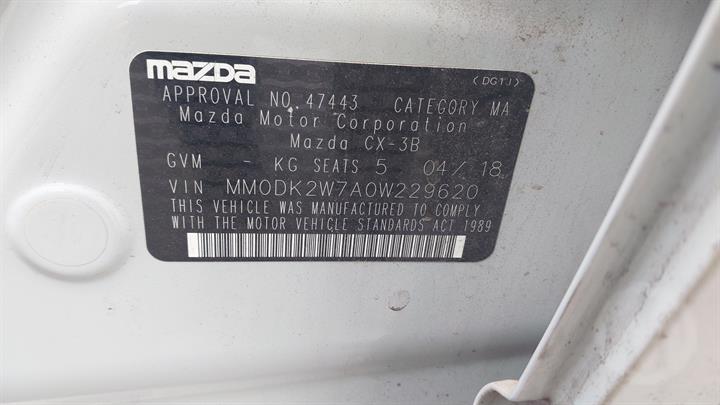 mazda
(DG1J)
APPROVAL NO.47443 CATEGORY MA
Mazda Motor Corporation
Mazda CX-3B
GVM - KG SEATS 5 04/18
VIN MM0DK2W7A0W229620
THIS VEHICLE WAS MANUFACTURED TO COMPLY
WITH THE MOTOR VEHICLE STANDARDS ACT 1989